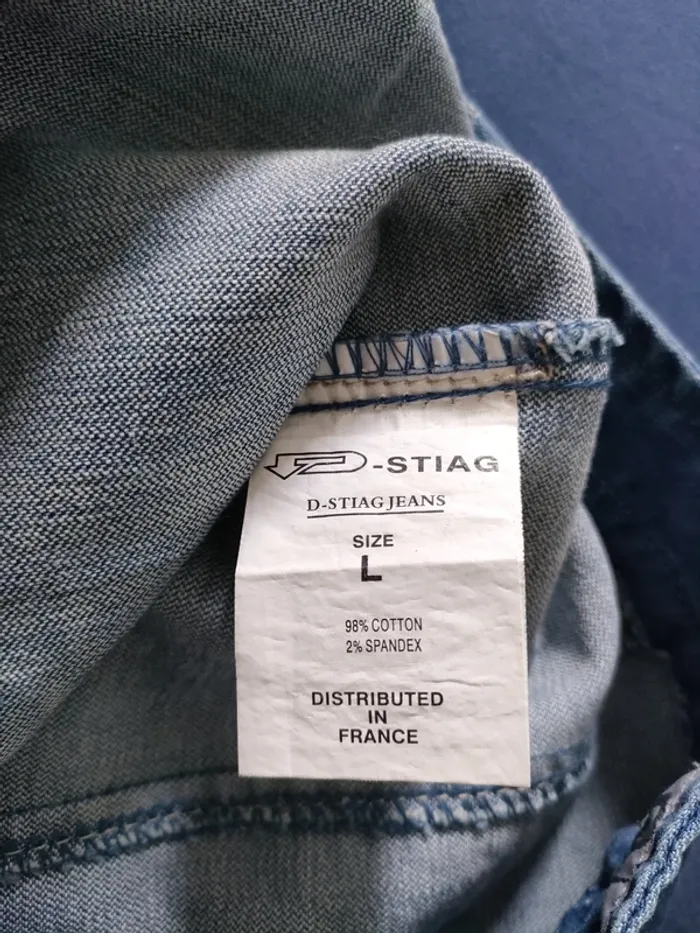 D-STIAG
D-STIAG JEANS
SIZE
L
98% COTTON
2% SPANDEX
DISTRIBUTED
IN
FRANCE